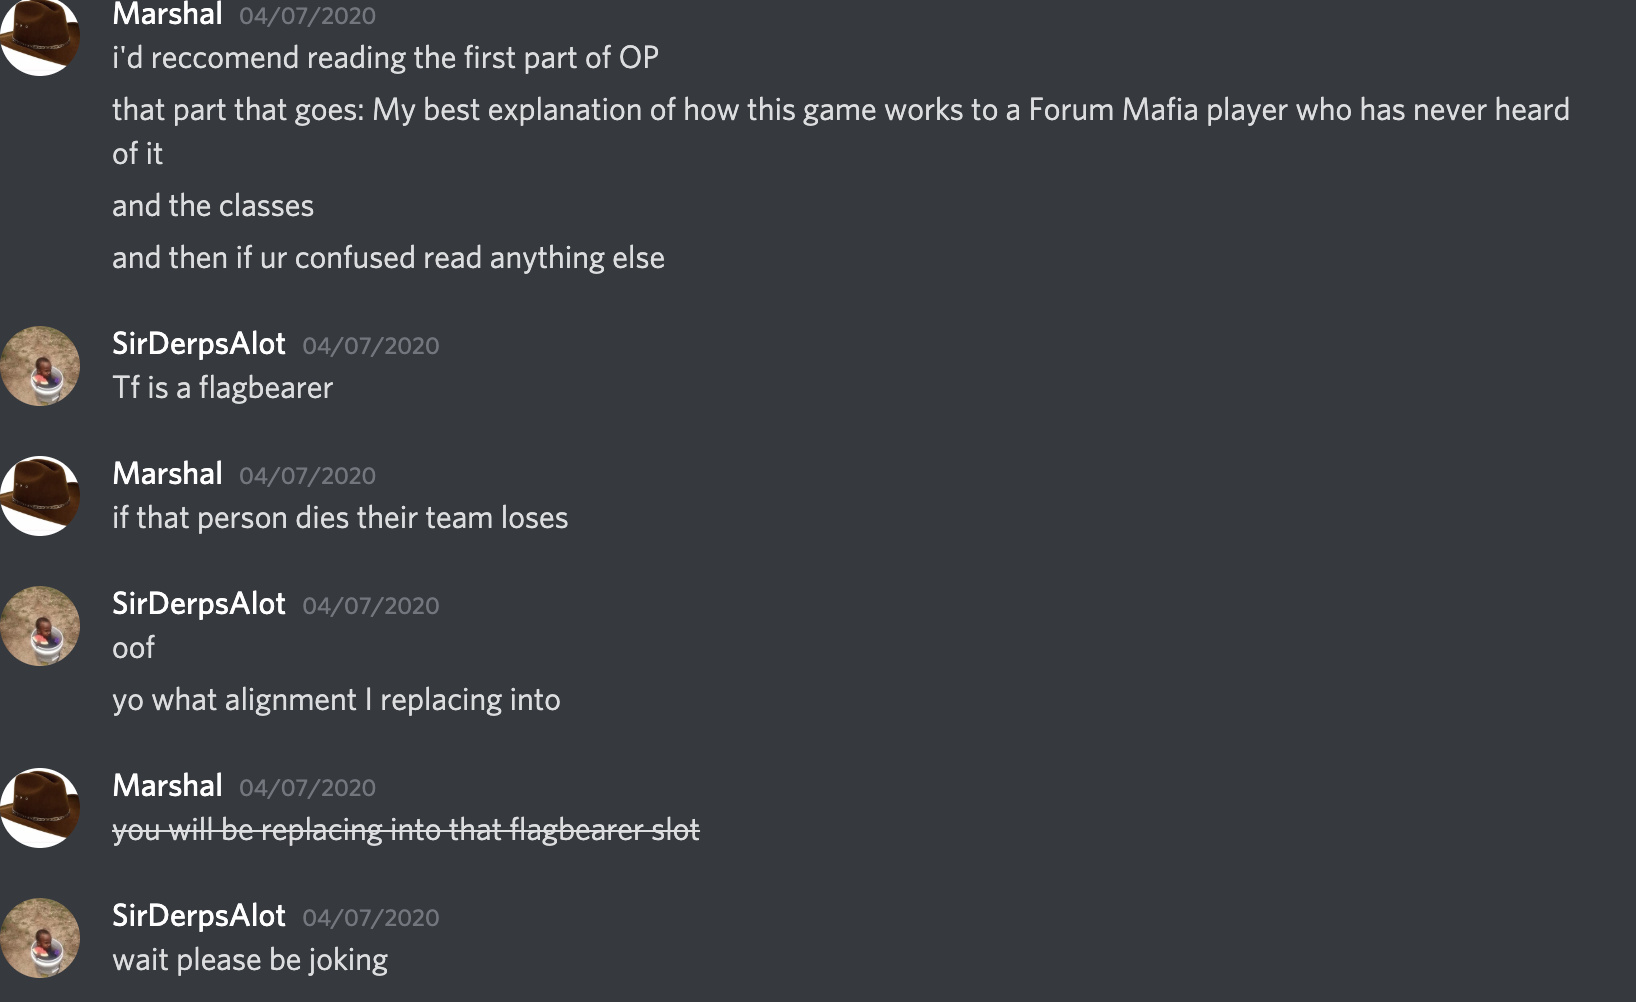 Marshal 04/07/2020
i'd reccomend reading the first part of OP
that part that goes: My best explanation of how this game works to a Forum Mafia player who has never heard
of it
and the classes
and then if ur confused read anything else
SirDerpsAlot 04/07/2020
Tf is a flagbearer
Marshal 04/07/2020
if that person dies their team loses
SirDerpsAlot 04/07/2020
oof
yo what alignment I replacing into
Marshal 04/07/2020
you will be replacing into that flagbearer slot
SirDerpsAlot 04/07/2020
wait please be joking